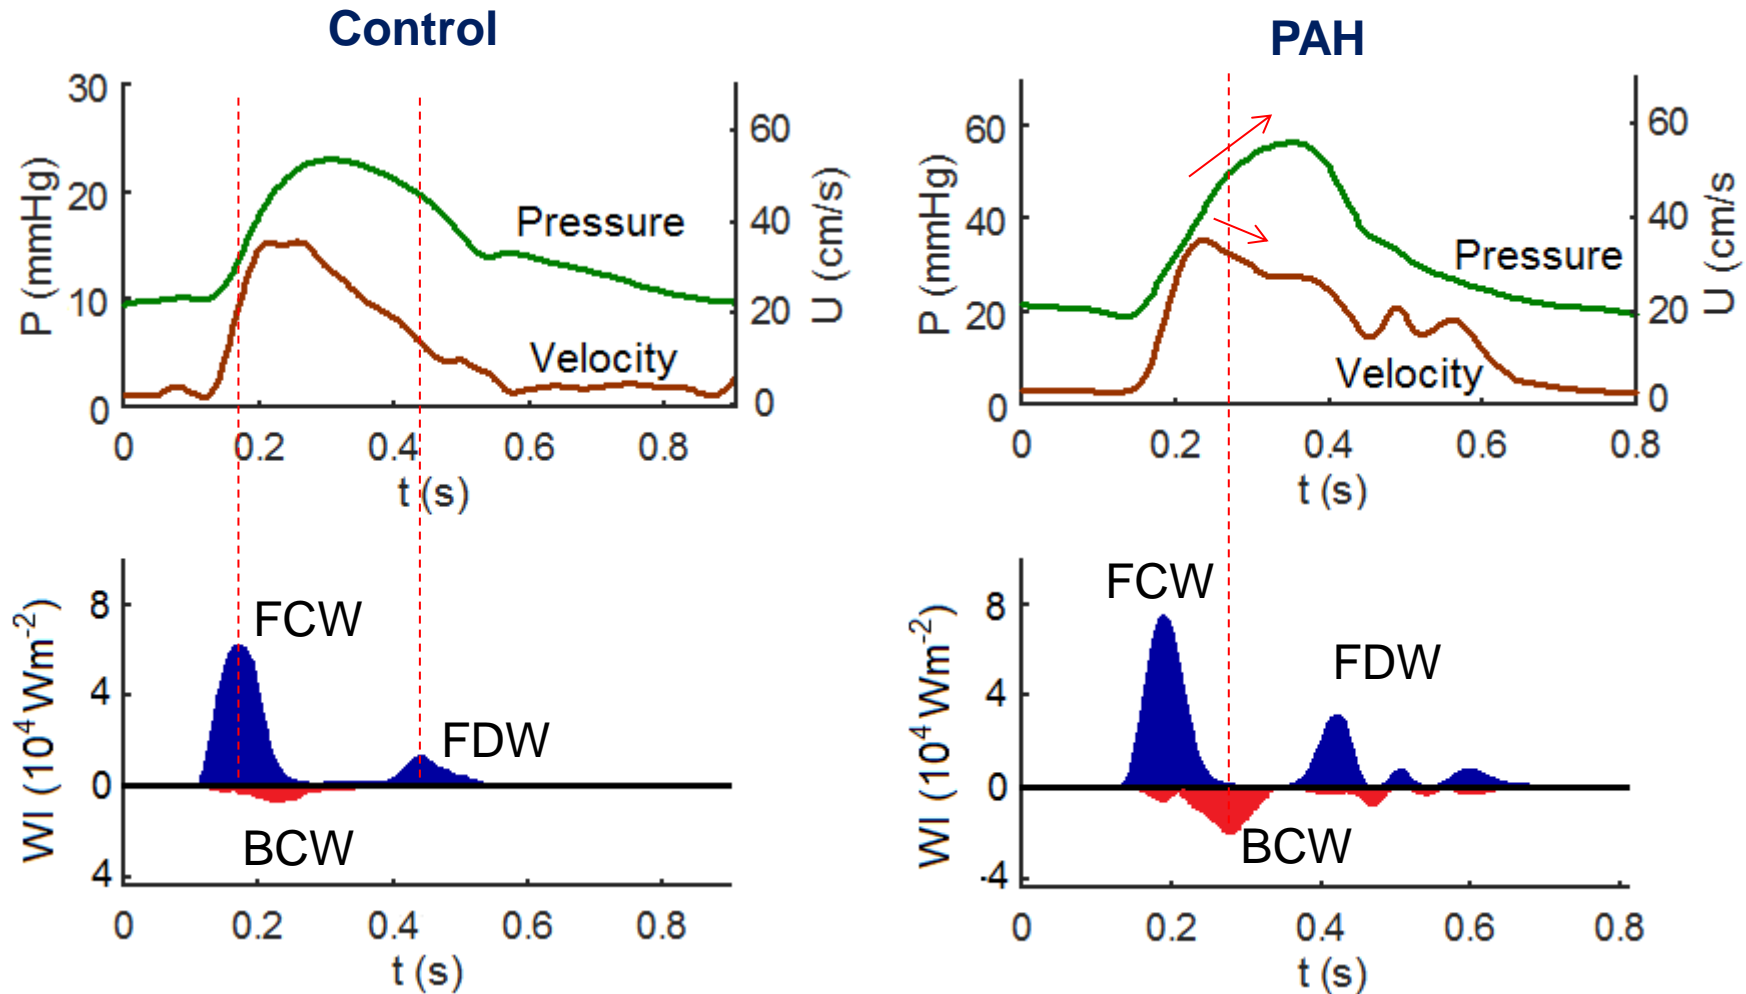 Control
PAH
30
20
10
0
P (mmHg)
60
40
20
0
U (cm/s)
Pressure
Velocity
0 0.2 0.4 0.6 0.8
t (s)
60
40
20
0
P (mmHg)
60
40
20
0
U (cm/s
Pressure
Velocity
0 0.2 0.4 0.6 0.8
t (s)
8
4
0
4
WI (10⁴ Wm⁻²)
FCW
FDW
BCW
0 0.2 0.4 0.6 0.8
t (s)
8
4
0
-4
WI (10⁴ Wm⁻²)
FCW
FDW
BCW
0 0.2 0.4 0.6 0.8
t (s)